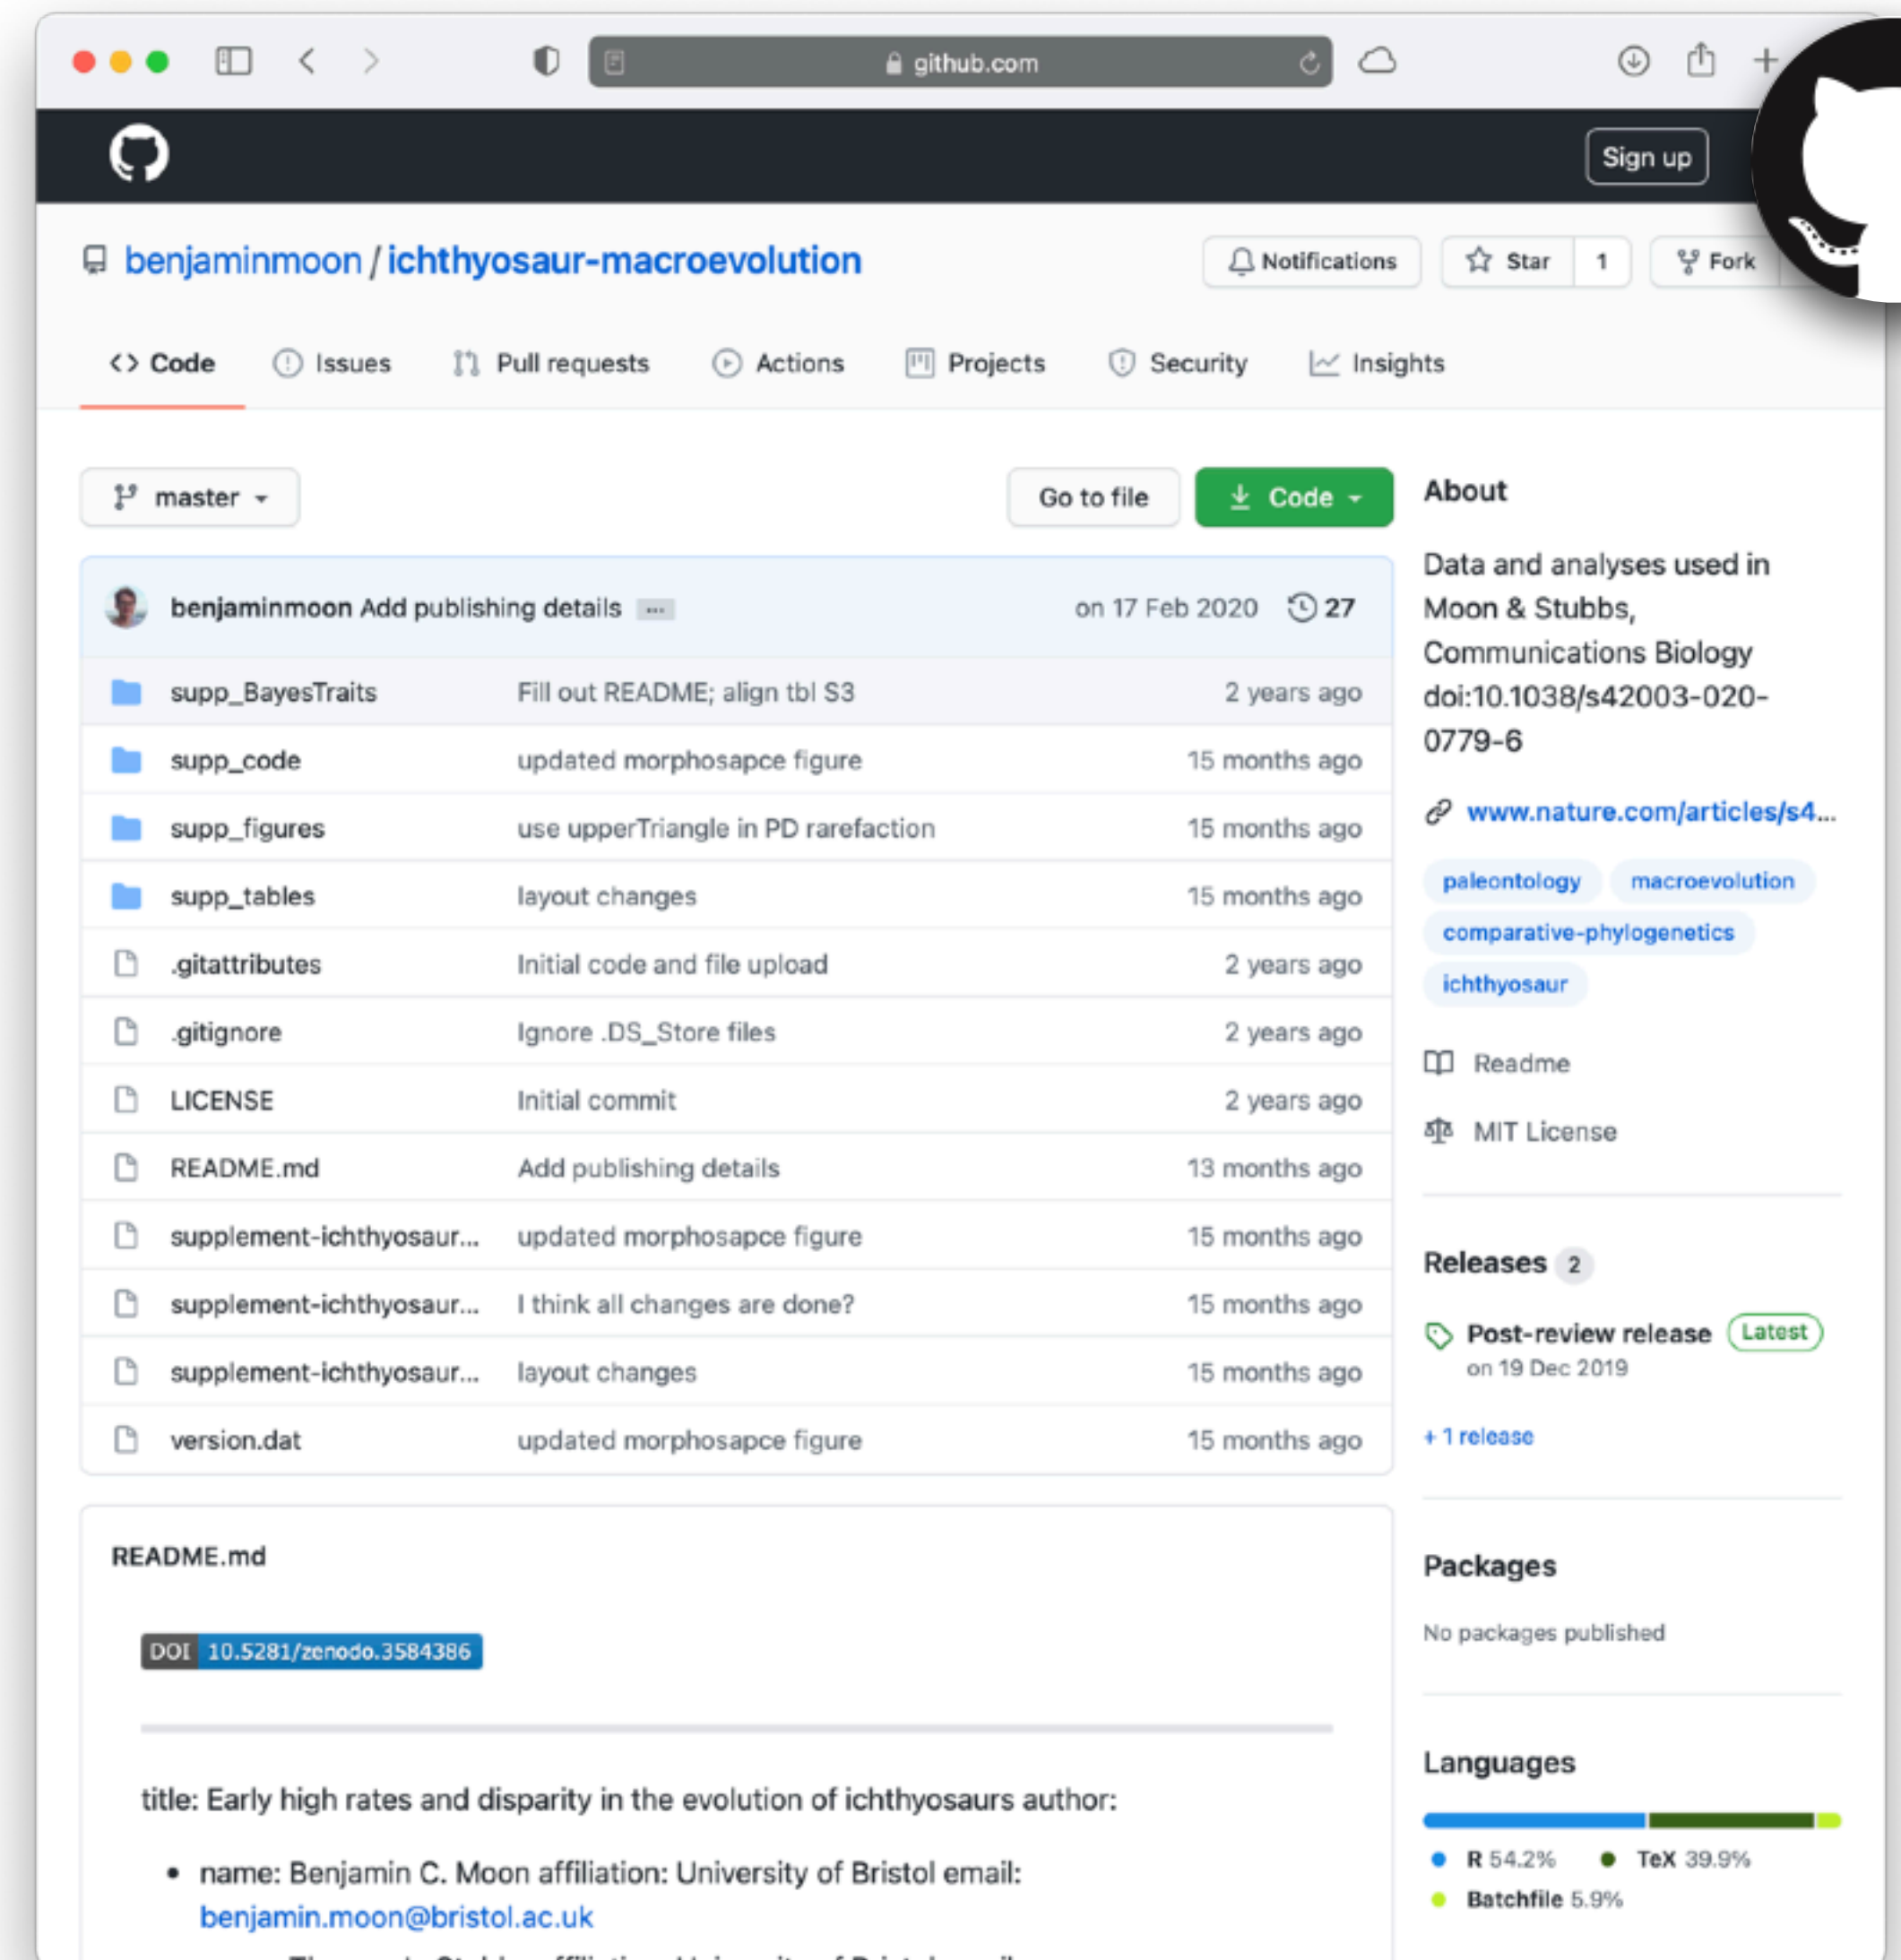 github.com
Sign up
benjaminmoon / ichthyosaur-macroevolution
Notifications
Star 1
Fork
Code
Issues
Pull requests
Actions
Projects
Security
Insights
master
Go to file
Code
benjaminmoon Add publishing details ... on 17 Feb 2020 27
supp_BayesTraits Fill out README; align tbl S3 2 years ago
supp_code updated morphosapce figure 15 months ago
supp_figures use upperTriangle in PD rarefaction 15 months ago
supp_tables layout changes 15 months ago
.gitattributes Initial code and file upload 2 years ago
.gitignore Ignore .DS_Store files 2 years ago
LICENSE Initial commit 2 years ago
README.md Add publishing details 13 months ago
supplement-ichthyosaur... updated morphosapce figure 15 months ago
supplement-ichthyosaur... I think all changes are done? 15 months ago
supplement-ichthyosaur... layout changes 15 months ago
version.dat updated morphosapce figure 15 months ago
README.md
DOI 10.5281/zenodo.3584386
title: Early high rates and disparity in the evolution of ichthyosaurs author:
• name: Benjamin C. Moon affiliation: University of Bristol email:
benjamin.moon@bristol.ac.uk
About
Data and analyses used in
Moon & Stubbs,
Communications Biology
doi:10.1038/s42003-020-
0779-6
www.nature.com/articles/s4...
paleontology macroevolution
comparative-phylogenetics
ichthyosaur
Readme
MIT License
Releases 2
Post-review release Latest
on 19 Dec 2019
+ 1 release
Packages
No packages published
Languages
R 54.2% TeX 39.9%
Batchfile 5.9%